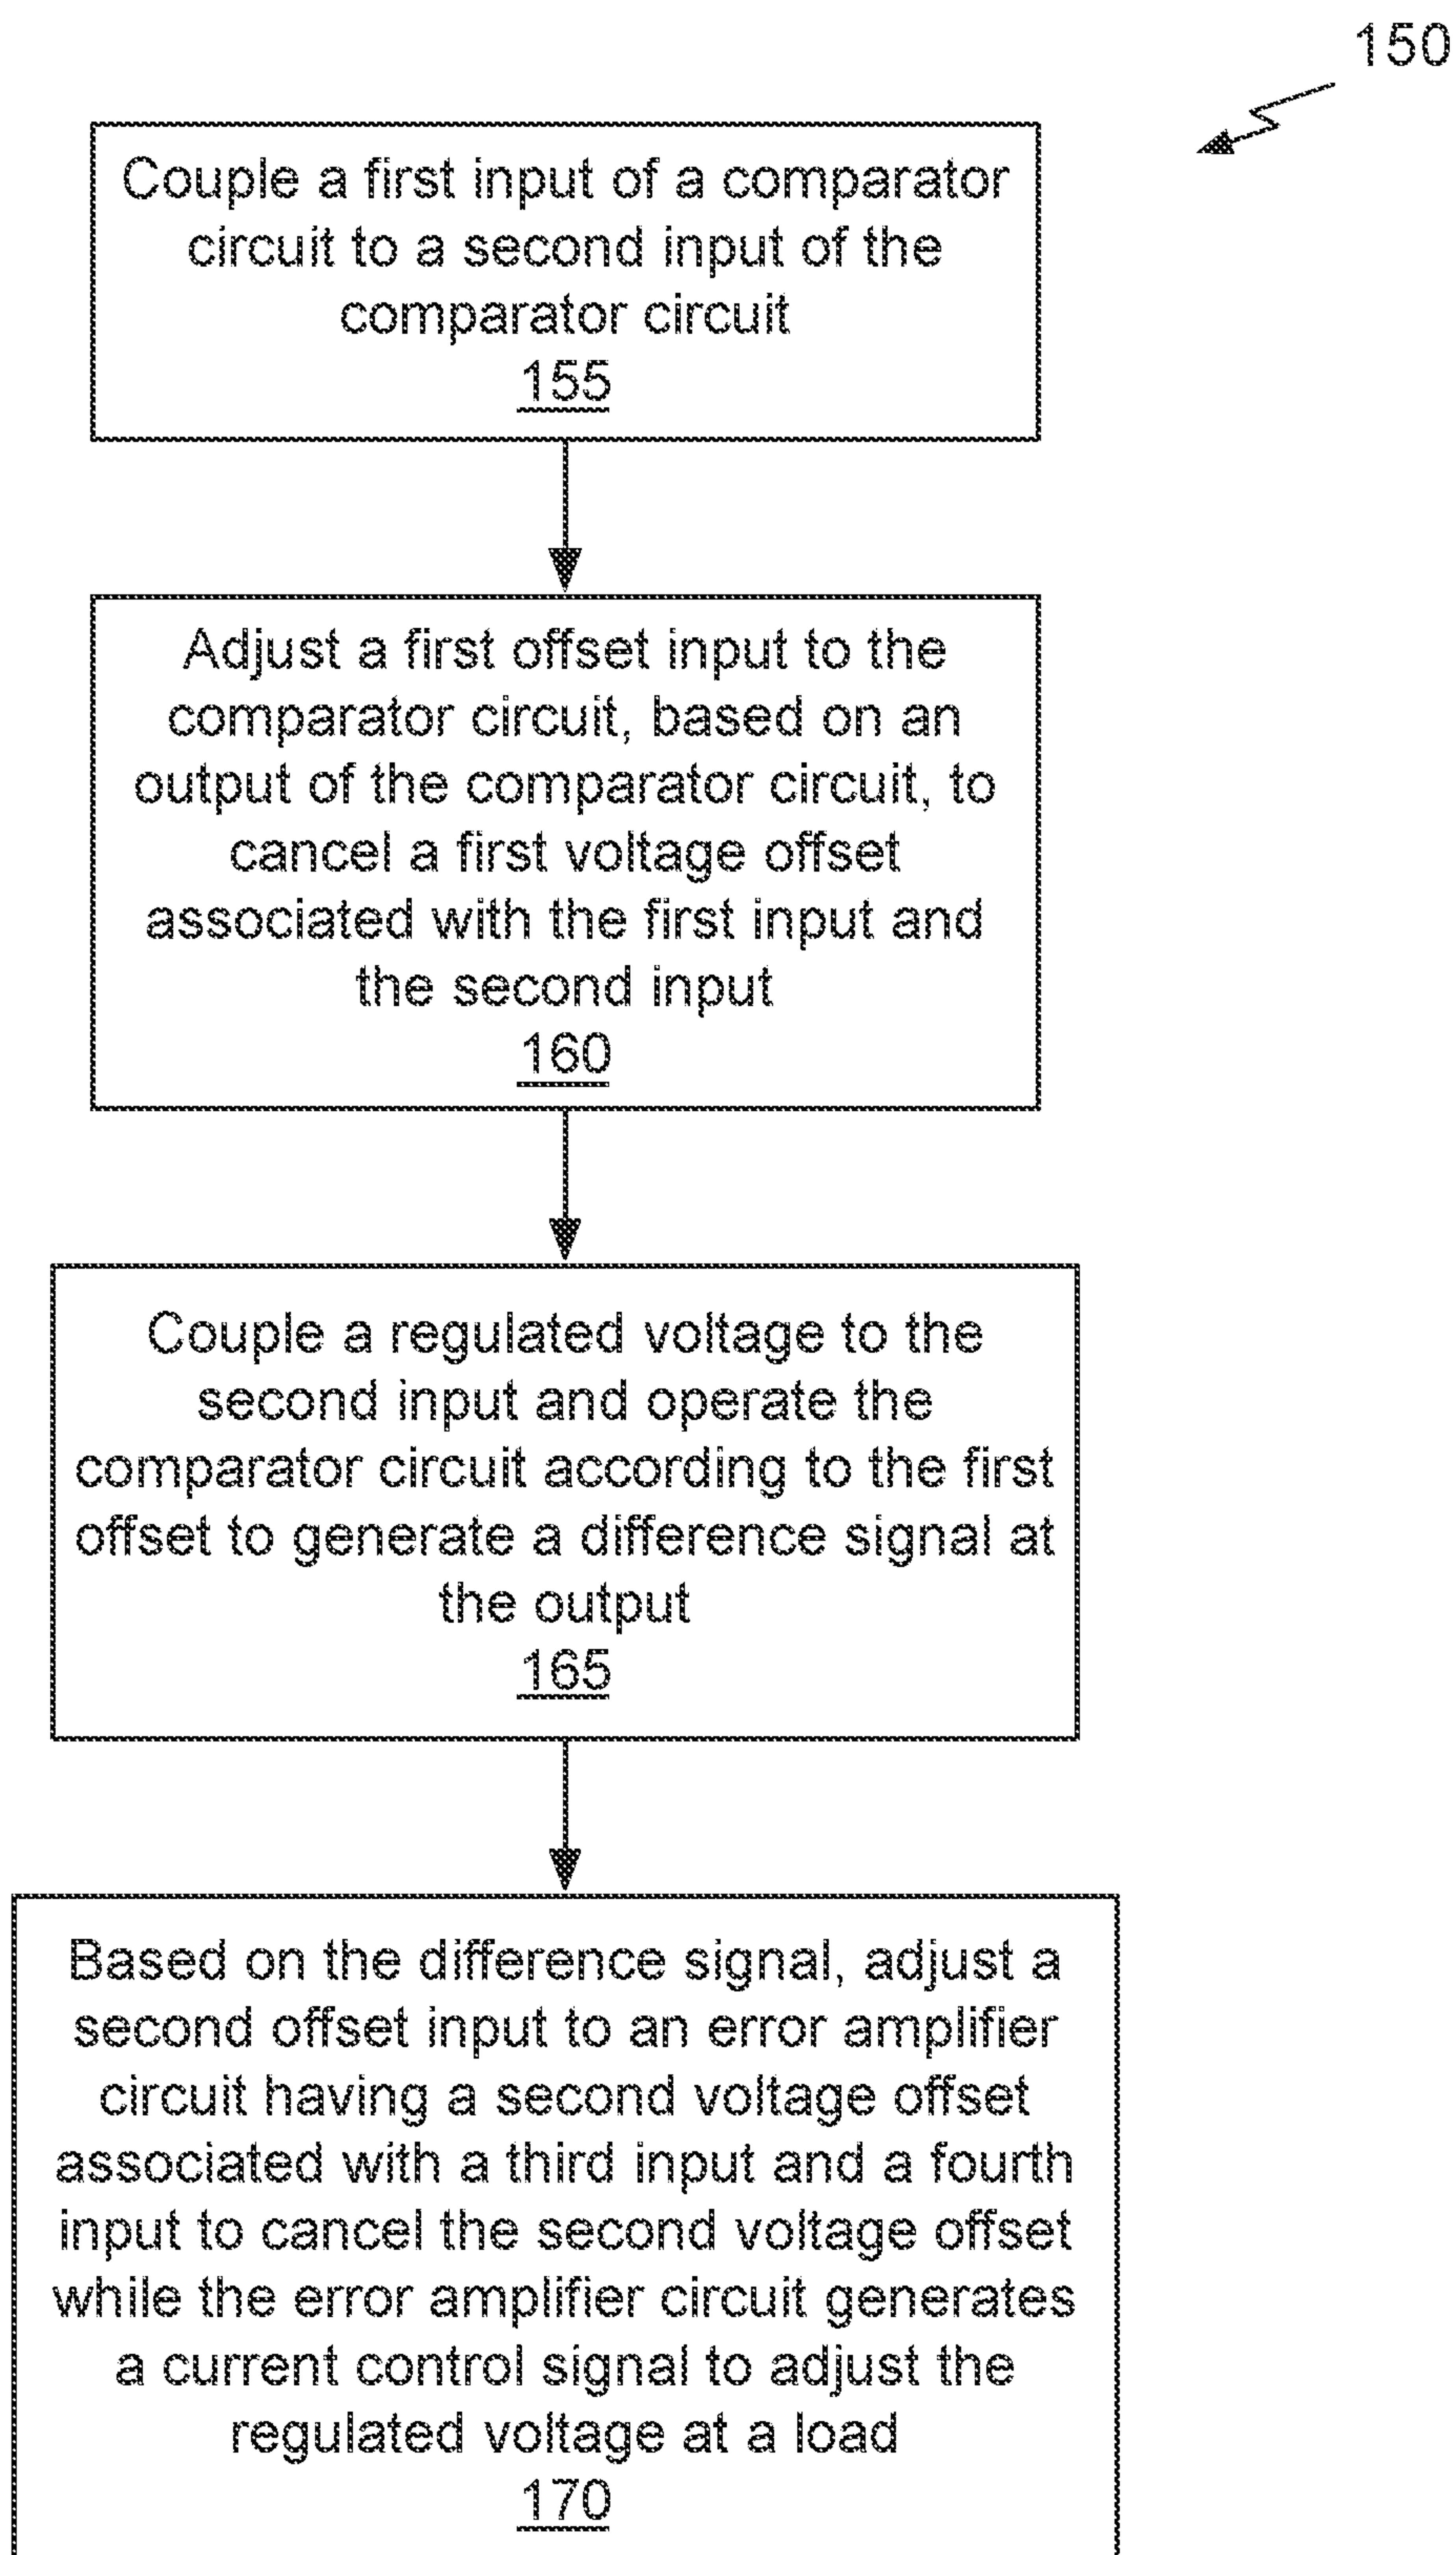 150
Couple a first input of a comparator
circuit to a second input of the
comparator circuit
155
Adjust a first offset input to the
comparator circuit, based on an
output of the comparator circuit, to
cancel a first voltage offset
associated with the first input and
the second input
160
Couple a regulated voltage to the
second input and operate the
comparator circuit according to the first
offset to generate a difference signal at
the output
165
Based on the difference signal, adjust a
second offset input to an error amplifier
circuit having a second voltage offset
associated with a third input and a fourth
input to cancel the second voltage offset
while the error amplifier circuit generates
a current control signal to adjust the
regulated voltage at a load
170